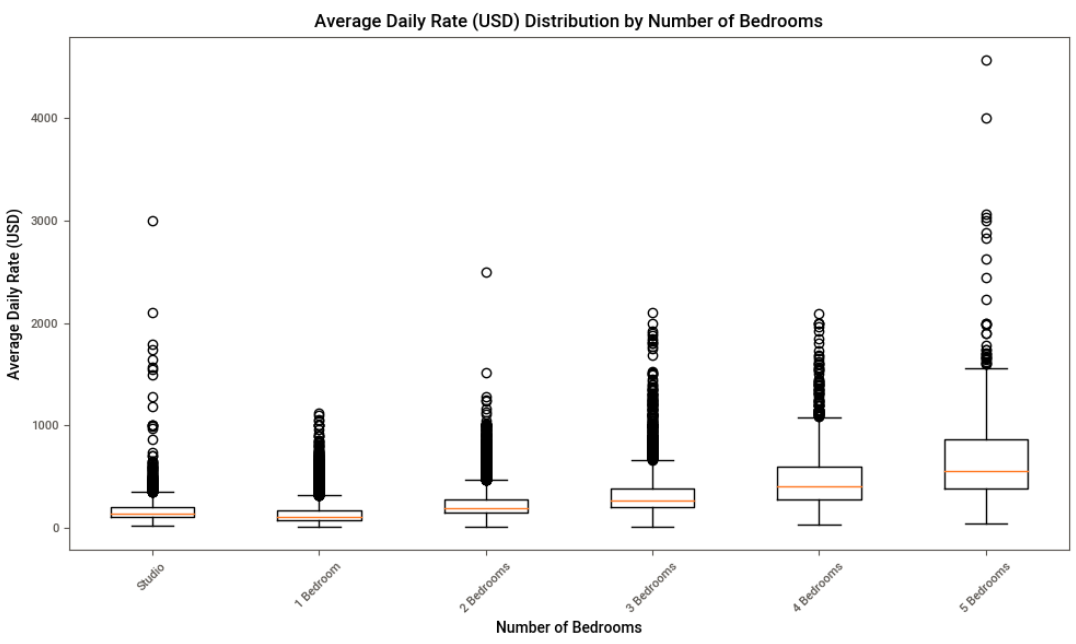 Average Daily Rate (USD) Distribution by Number of Bedrooms
Average Daily Rate (USD)
4000
3000
2000
1000
0
Studio
1 Bedroom
2 Bedrooms
3 Bedrooms
4 Bedrooms
5 Bedrooms
Number of Bedrooms